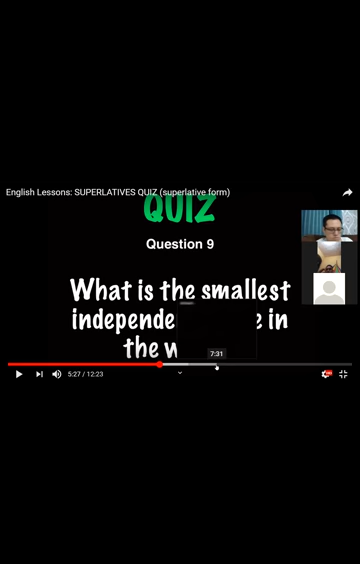 English Lessons: SUPERLATIVES QUIZ (superlative form)
QUIZ
Question 9
What is the smallest
in
the
7:31
5:27 / 12:23